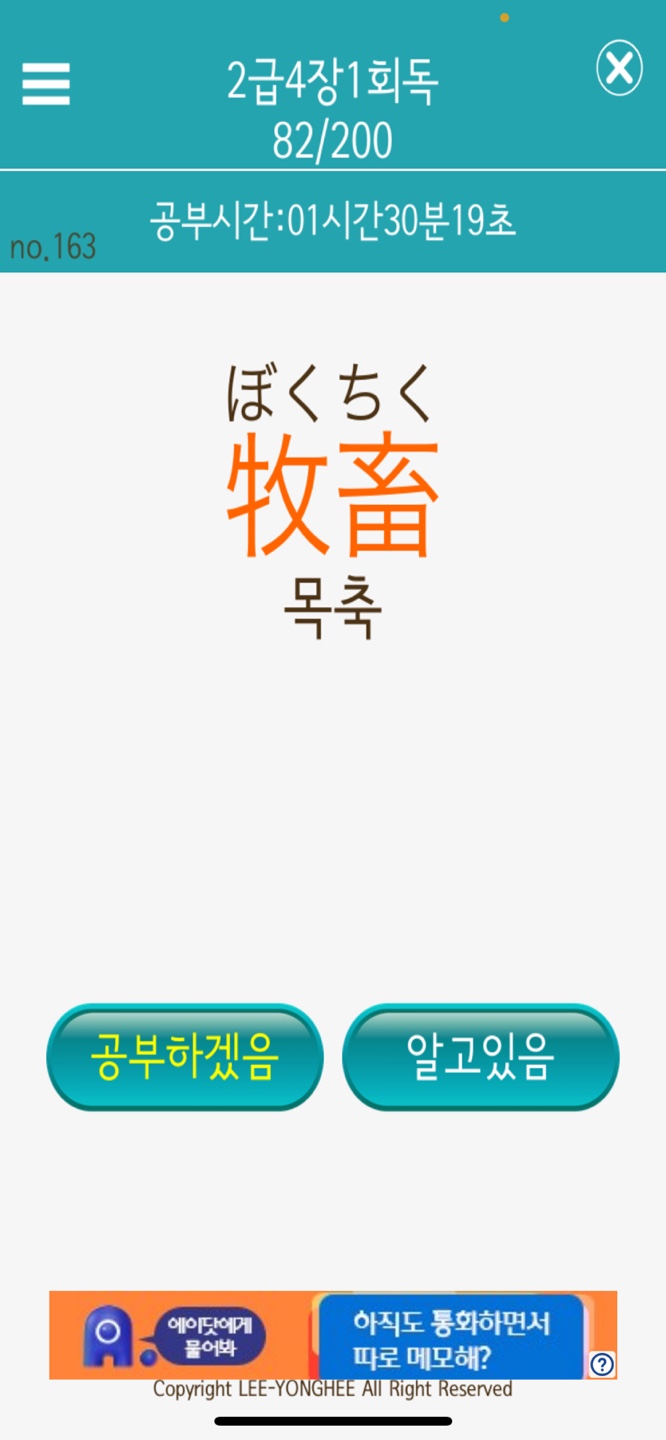 2급4장1회독
82/200
공부시간:01시간30분19초
no.163
ぼくちく
牧畜
목축
공부하겠음
알고있음
에이닷에게
물어봐
아직도 통화하면서
따로 메모해?
Copyright LEE-YONGHEE All Right Reserved